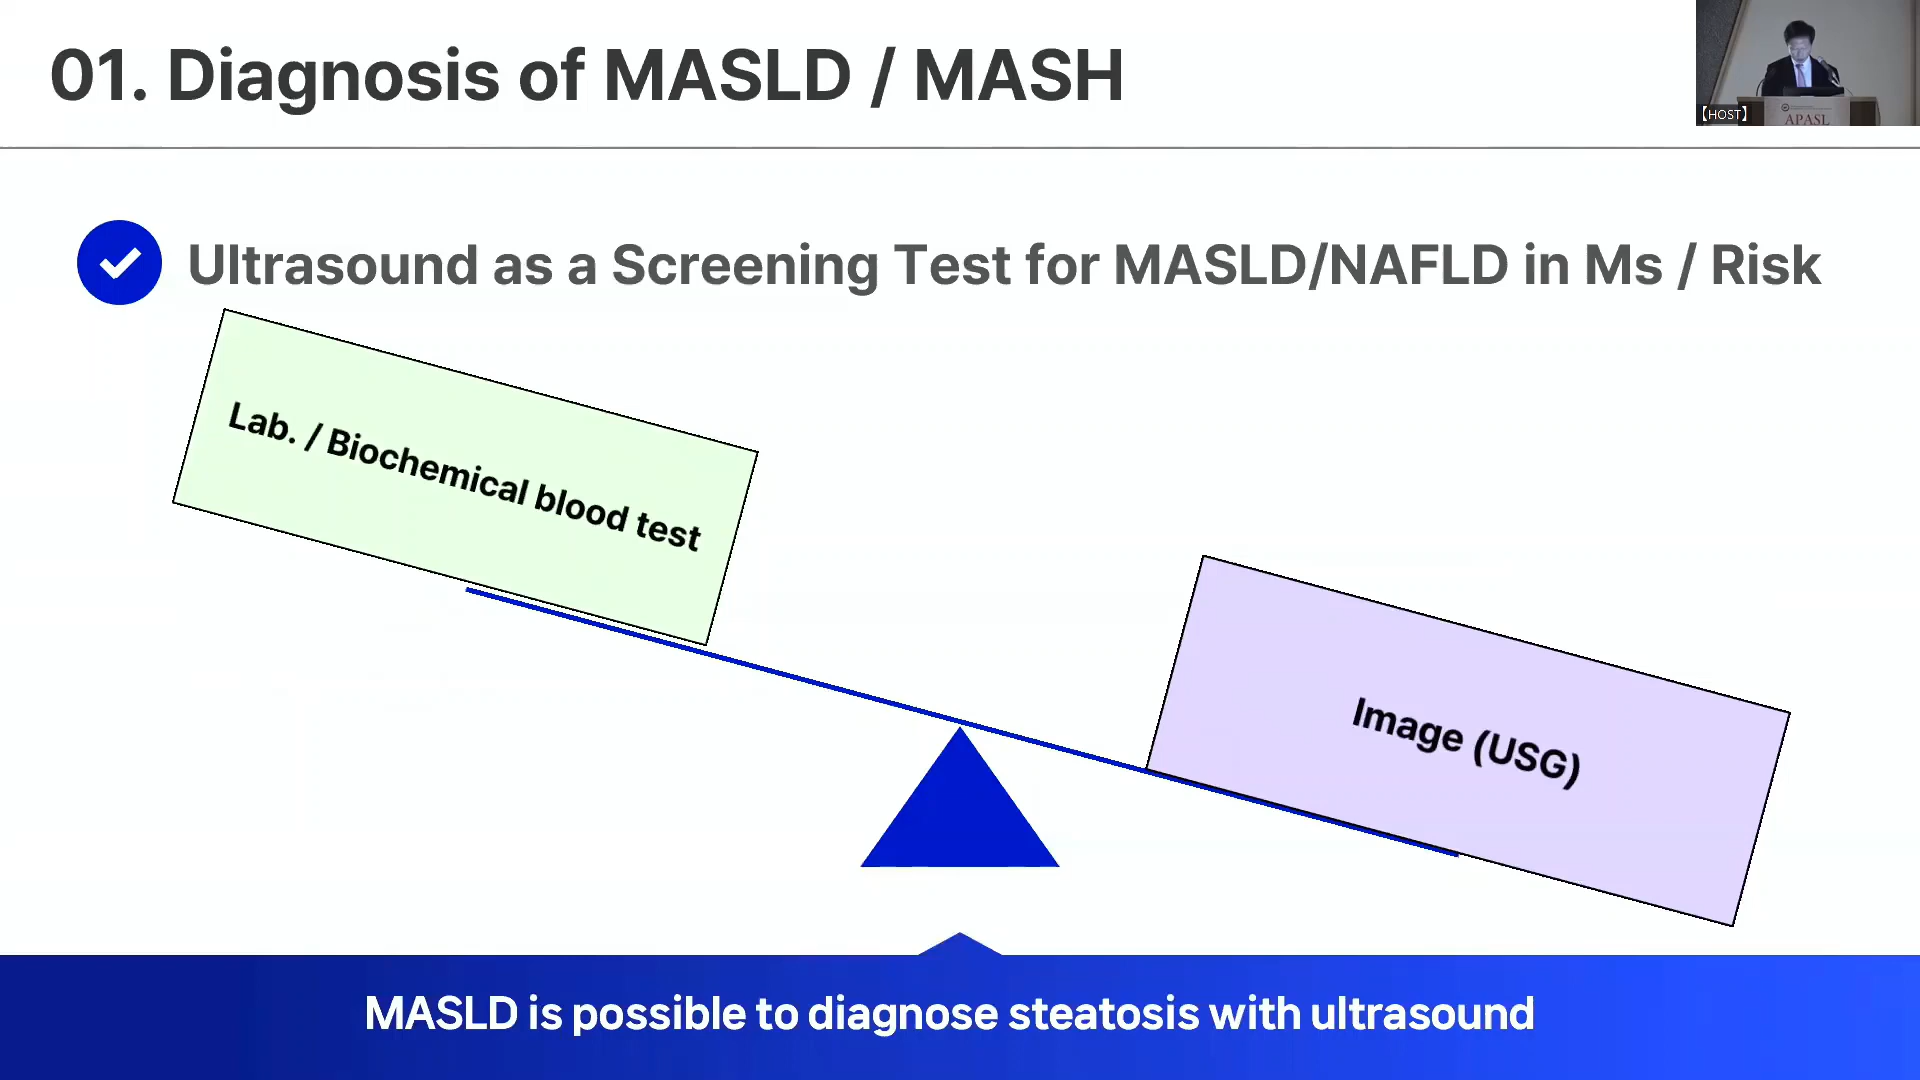 01. Diagnosis of MASLD / MASH
【HOST】
APASL
Ultrasound as a Screening Test for MASLD/NAFLD in Ms / Risk
Lab. / Biochemical blood test
Image (USG)
MASLD is possible to diagnose steatosis with ultrasound